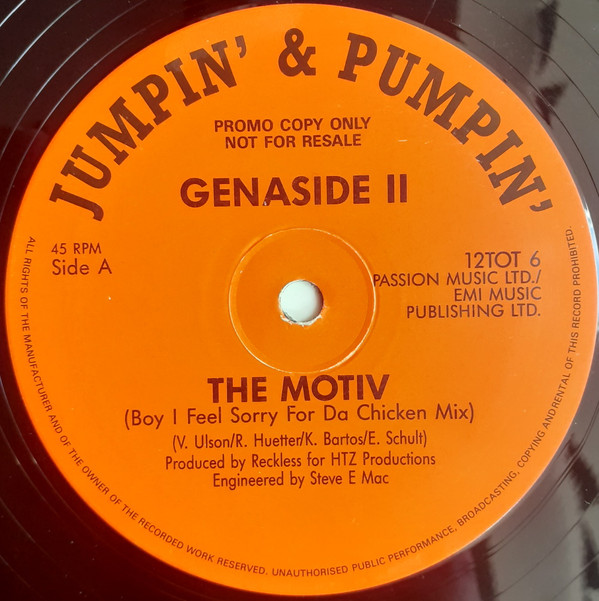 JUMPIN' & PUMPIN'
PROMO COPY ONLY
NOT FOR RESALE
GENASIDE II
45 RPM
Side A
12TOT 6
PASSION MUSIC LTD./
EMI MUSIC
PUBLISHING LTD.
THE MOTIV
(Boy I Feel Sorry For Da Chicken Mix)
(V. Ulson/R. Huetter/K. Bartos/E. Schult)
Produced by Reckless for HTZ Productions
Engineered by Steve E Mac
ALL RIGHTS OF THE MANUFACTURER AND OF THE OWNER OF THE RECORDED WORK RESERVED. UNAUTHORISED PUBLIC PERFORMANCE, BROADCASTING, COPYING ANDRENTAL OF THIS RECORD PROHIBITED.